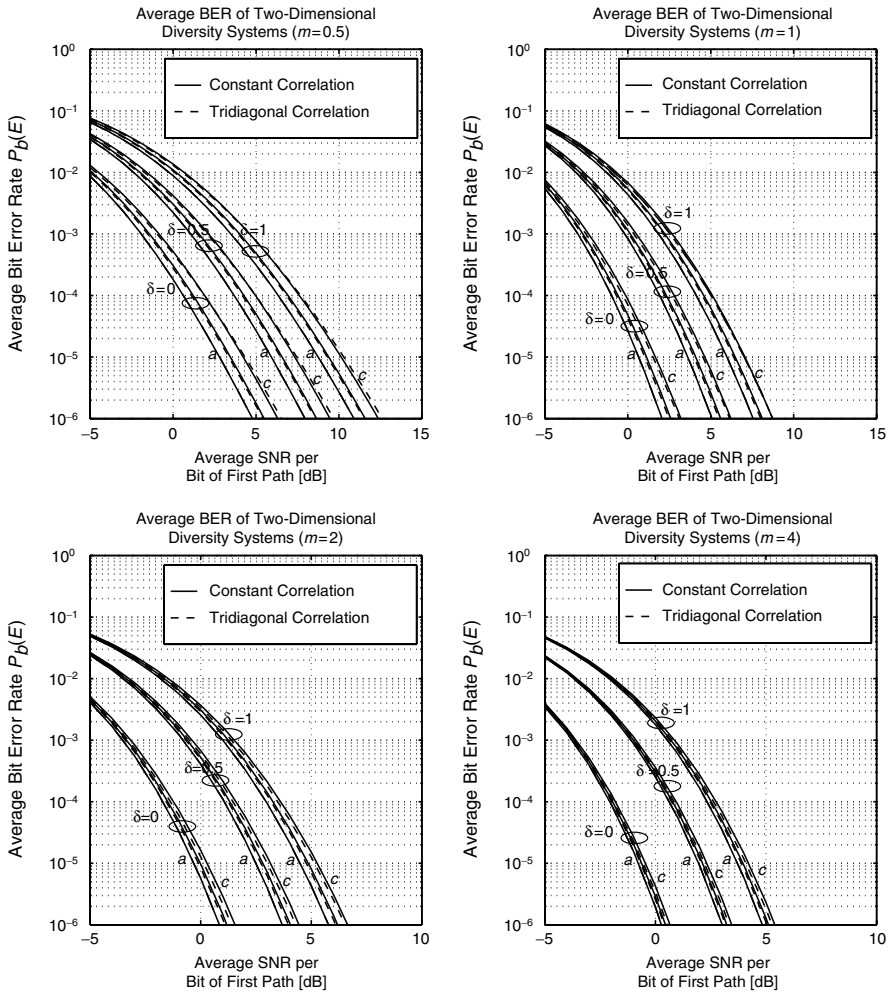 Average BER of Two-Dimensional
Diversity Systems (m=0.5)
10⁰
10⁻¹
10⁻²
10⁻³
10⁻⁴
10⁻⁵
10⁻⁶
Average Bit Error Rate P_b(E)
Constant Correlation
Tridiagonal Correlation
δ=0.5
δ=1
δ=0
a
a
c
c
−5
0
5
10
15
Average SNR per
Bit of First Path [dB]
Average BER of Two-Dimensional
Diversity Systems (m=1)
10⁰
10⁻¹
10⁻²
10⁻³
10⁻⁴
10⁻⁵
10⁻⁶
Average Bit Error Rate P_b(E)
Constant Correlation
Tridiagonal Correlation
δ=1
δ=0.5
δ=0
a
a
a
c
c
c
−5
0
5
10
15
Average SNR per
Bit of First Path [dB]
Average BER of Two-Dimensional
Diversity Systems (m=2)
10⁰
10⁻¹
10⁻²
10⁻³
10⁻⁴
10⁻⁵
10⁻⁶
Average Bit Error Rate P_b(E)
Constant Correlation
Tridiagonal Correlation
δ=1
δ=0.5
δ=0
a
a
a
c
c
c
−5
0
5
10
Average SNR per
Bit of First Path [dB]
Average BER of Two-Dimensional
Diversity Systems (m=4)
10⁰
10⁻¹
10⁻²
10⁻³
10⁻⁴
10⁻⁵
10⁻⁶
Average Bit Error Rate P_b(E)
Constant Correlation
Tridiagonal Correlation
δ=1
δ=0.5
δ=0
a
a
a
c
c
c
−5
0
5
10
Average SNR per
Bit of First Path [dB]